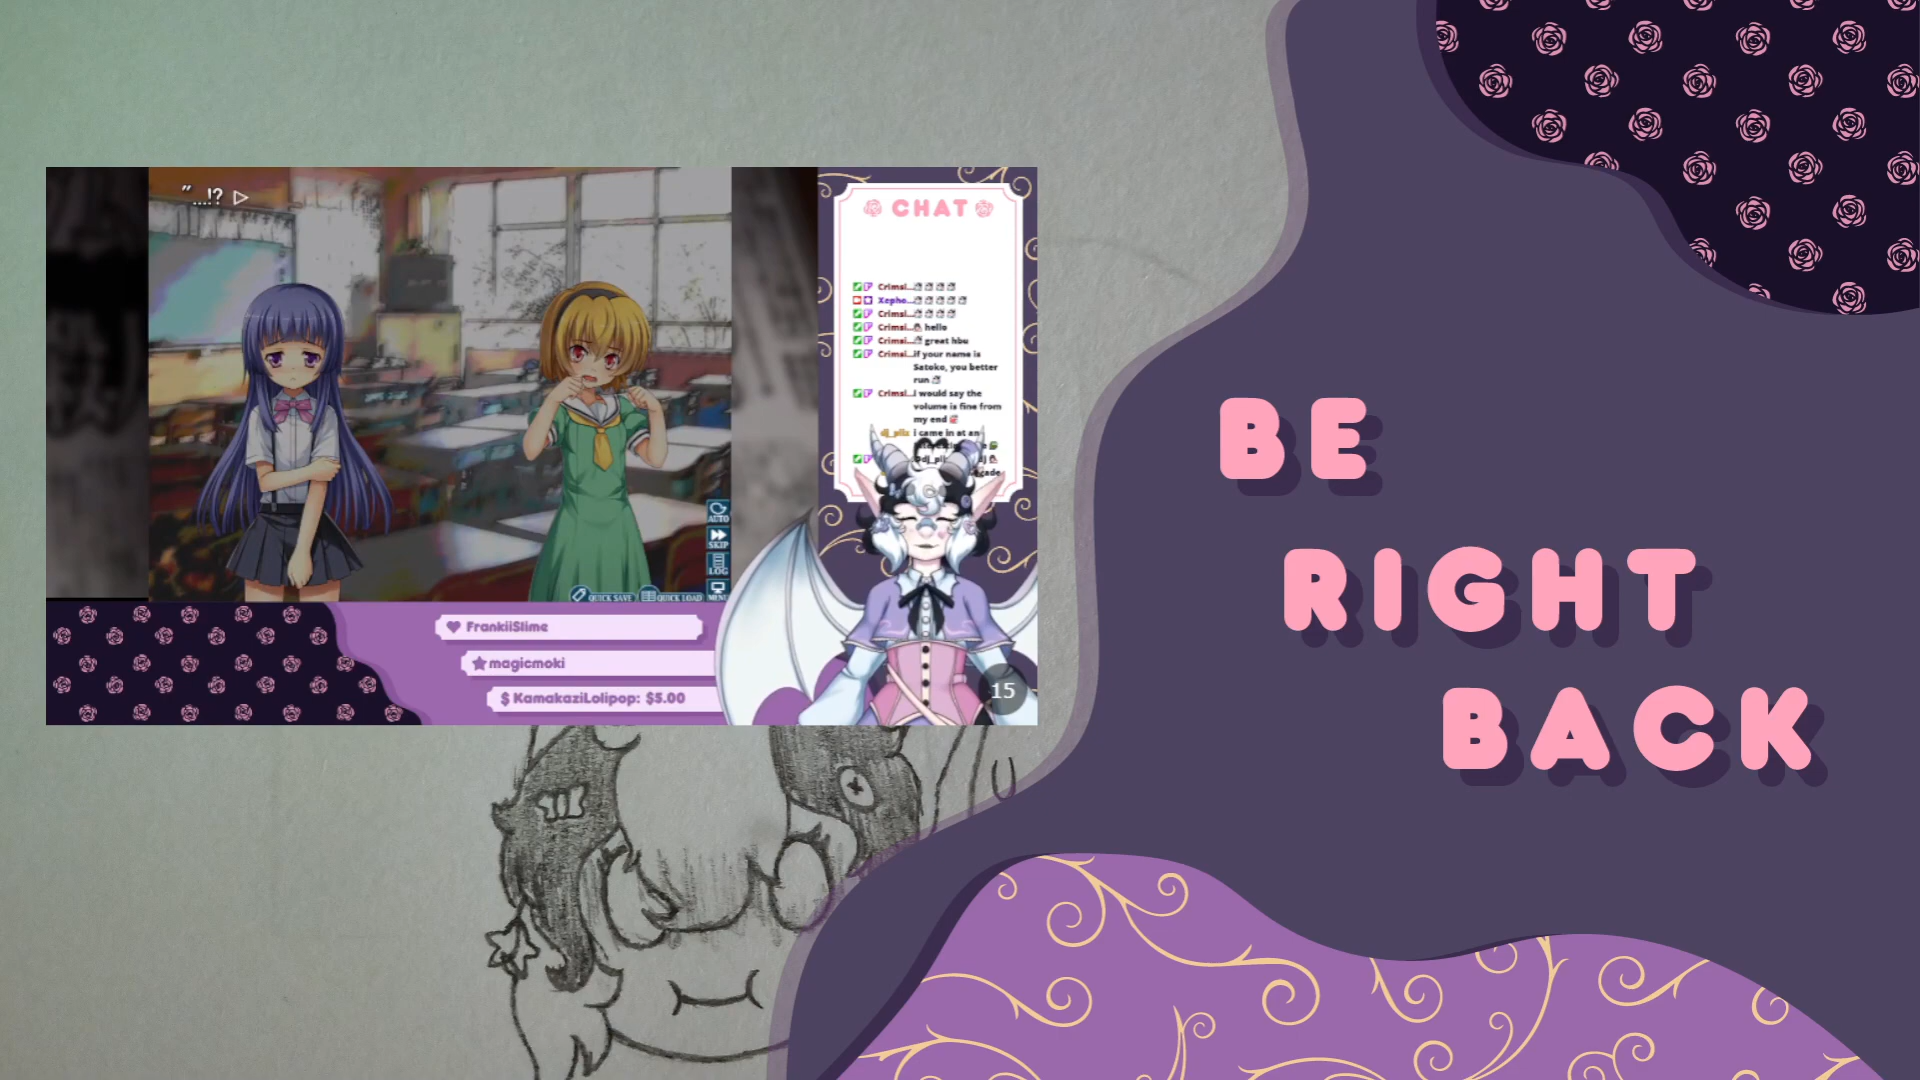 "...!? ▷
CHAT
Crimsi...
Xepho...
Crimsi...
Crimsi... hello
Crimsi... great hbu
Crimsi... if your name is
Satoko, you better
run
Crimsi... i would say the
volume is fine from
my end
dj_pilz i came in at an
AUTO
SKIP
LOG
MENU
QUICK SAVE QUICK LOAD
FrankiiSlime
magicmoki
$ KamakaziLolipop: $5.00
15
BE
RIGHT
BACK